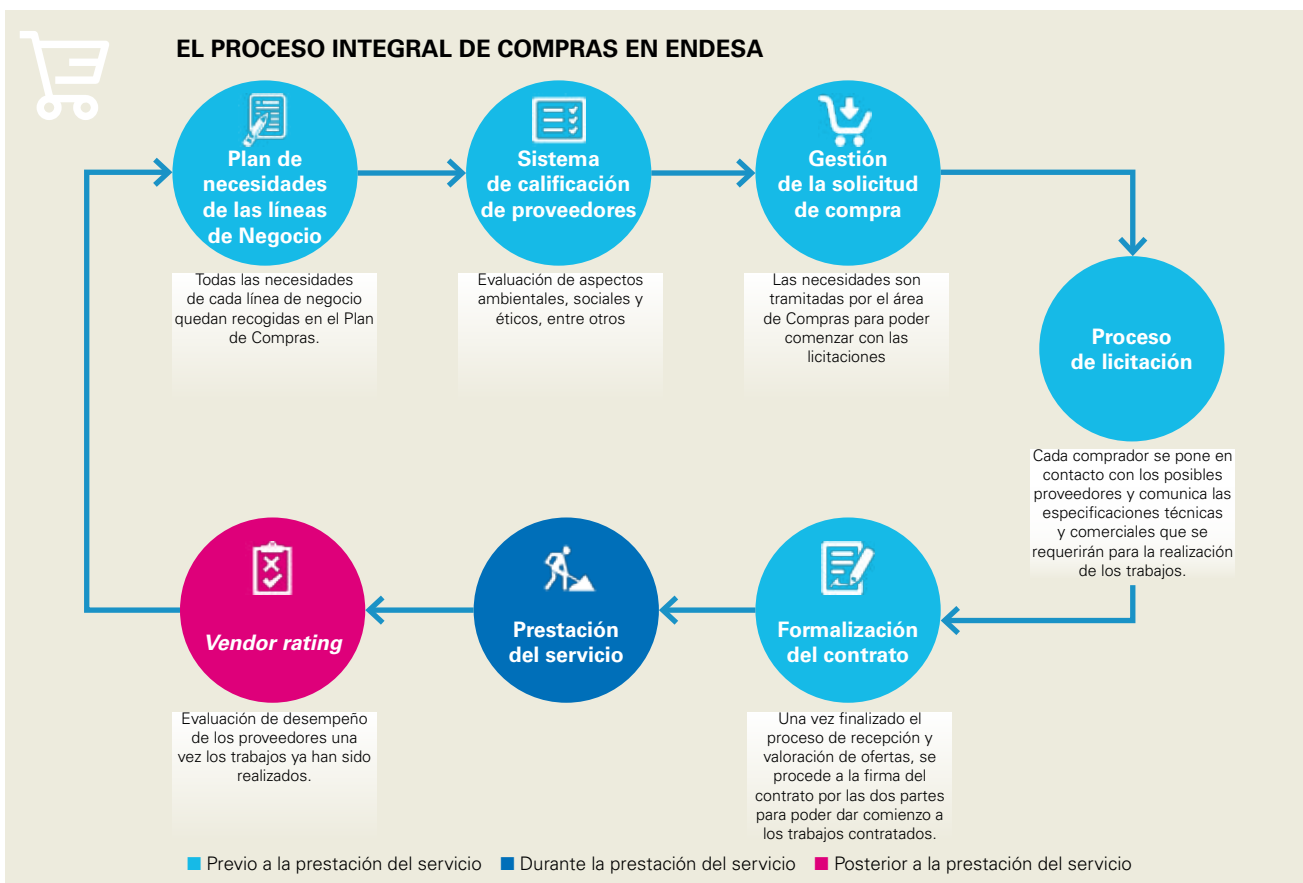 EL PROCESO INTEGRAL DE COMPRAS EN ENDESA
Plan de
necesidades
de las líneas
de Negocio
Todas las necesidades
de cada línea de negocio
quedan recogidas en el Plan
de Compras.
Sistema
de calificación
de proveedores
Evaluación de aspectos
ambientales, sociales y
éticos, entre otros
Gestión
de la solicitud
de compra
Las necesidades son
tramitadas por el área
de Compras para poder
comenzar con las
licitaciones
Proceso
de licitación
Cada comprador se pone en
contacto con los posibles
proveedores y comunica las
especificaciones técnicas
y comerciales que se
requerirán para la realización
de los trabajos.
Formalización
del contrato
Una vez finalizado el
proceso de recepción y
valoración de ofertas, se
procede a la firma del
contrato por las dos partes
para poder dar comienzo a
los trabajos contratados.
Prestación
del servicio
Vendor rating
Evaluación de desempeño
de los proveedores una
vez los trabajos ya han sido
realizados.
Previo a la prestación del servicio
Durante la prestación del servicio
Posterior a la prestación del servicio